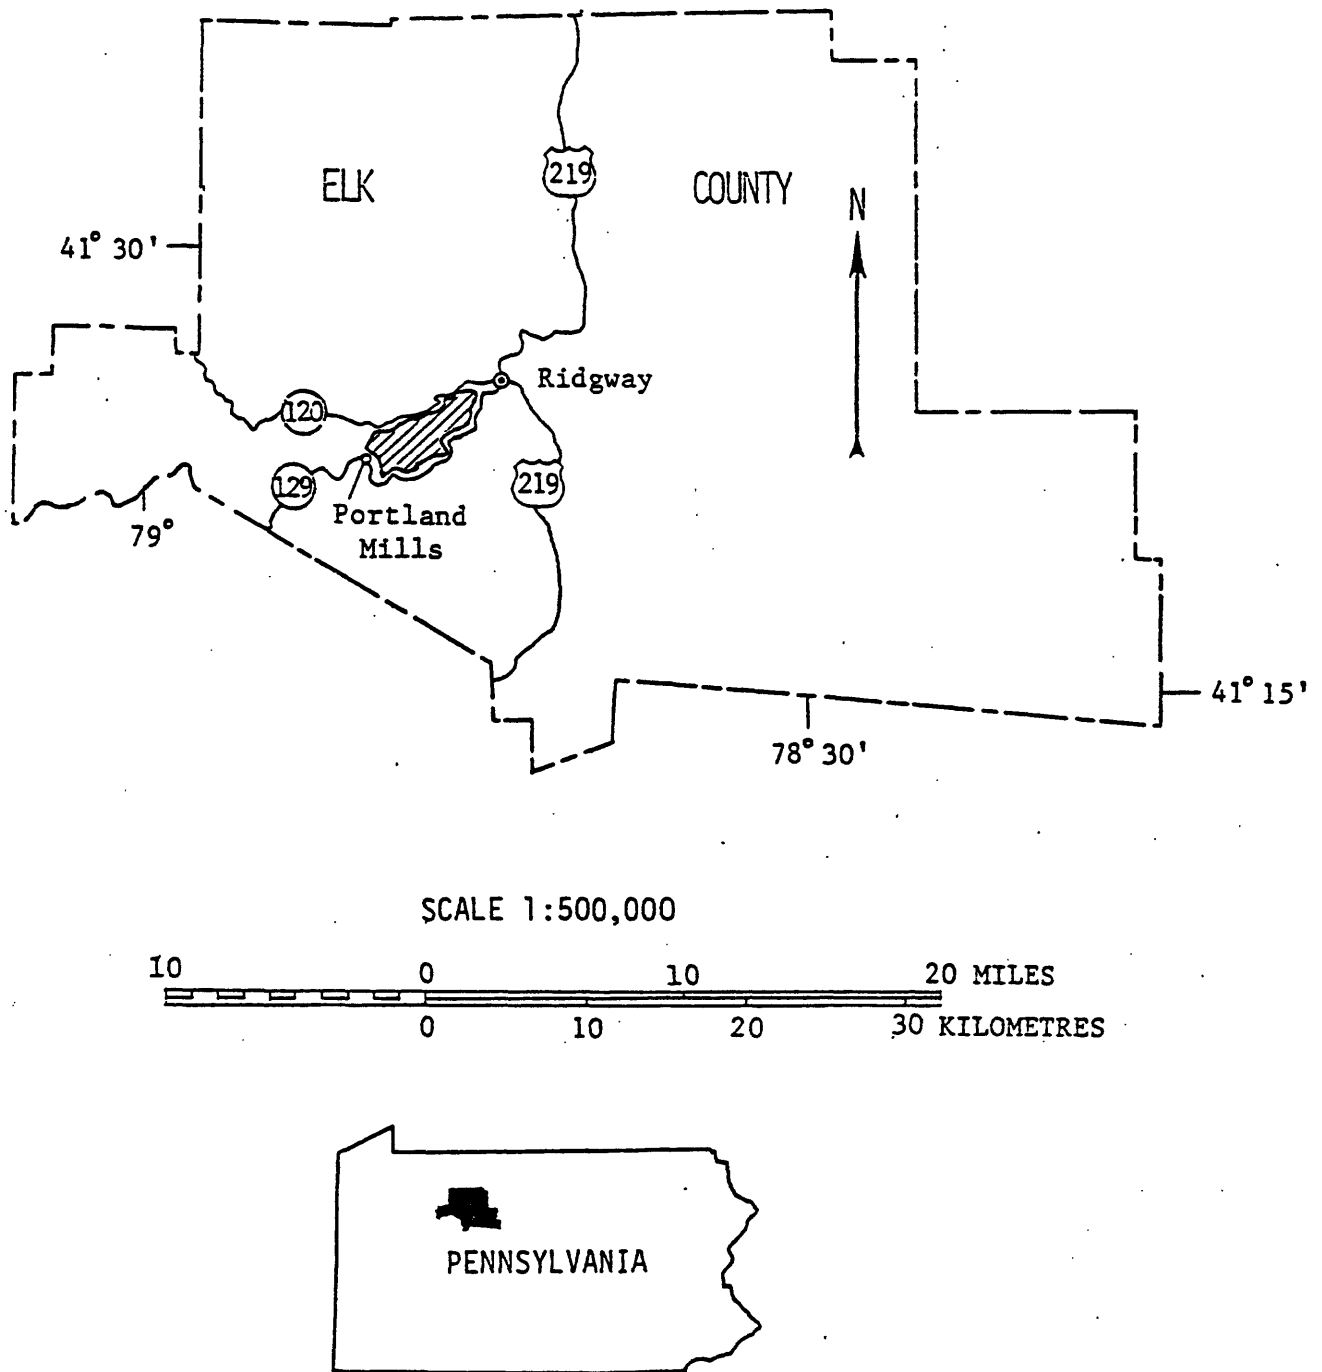 ELK COUNTY
219
N
41° 30'
Ridgway
120
129
219
Portland
Mills
79°
41° 15'
78° 30'
SCALE 1:500,000
10 0 10 20 MILES
0 10 20 30 KILOMETRES
PENNSYLVANIA